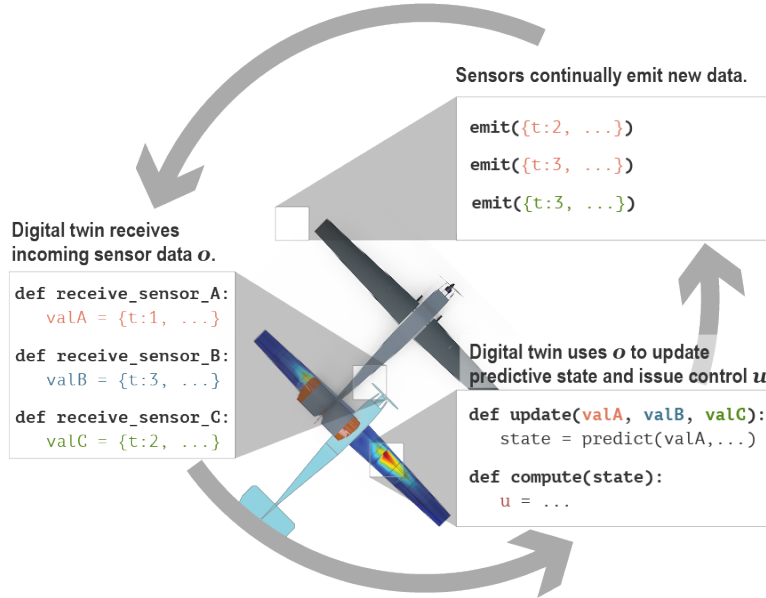 Sensors continually emit new data.
emit({t:2, ...})
emit({t:3, ...})
emit({t:3, ...})
Digital twin receives
incoming sensor data o.
def receive_sensor_A:
valA = {t:1, ...}
def receive_sensor_B:
valB = {t:3, ...}
def receive_sensor_C:
valC = {t:2, ...}
Digital twin uses o to update
predictive state and issue control u
def update(valA, valB, valC):
state = predict(valA,...)
def compute(state):
u = ...